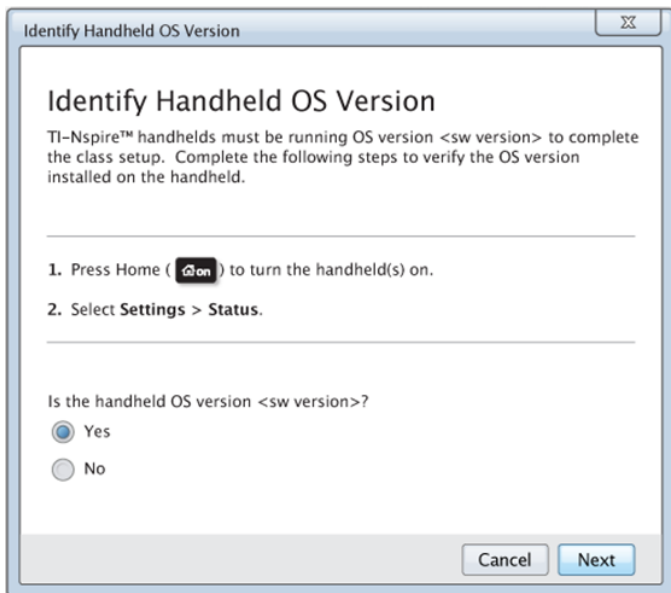 Identify Handheld OS Version
Identify Handheld OS Version
TI-Nspire™ handhelds must be running OS version <sw version> to complete
the class setup. Complete the following steps to verify the OS version
installed on the handheld.
1. Press Home ( on ) to turn the handheld(s) on.
2. Select Settings > Status.
Is the handheld OS version <sw version>?
Yes
No
Cancel Next